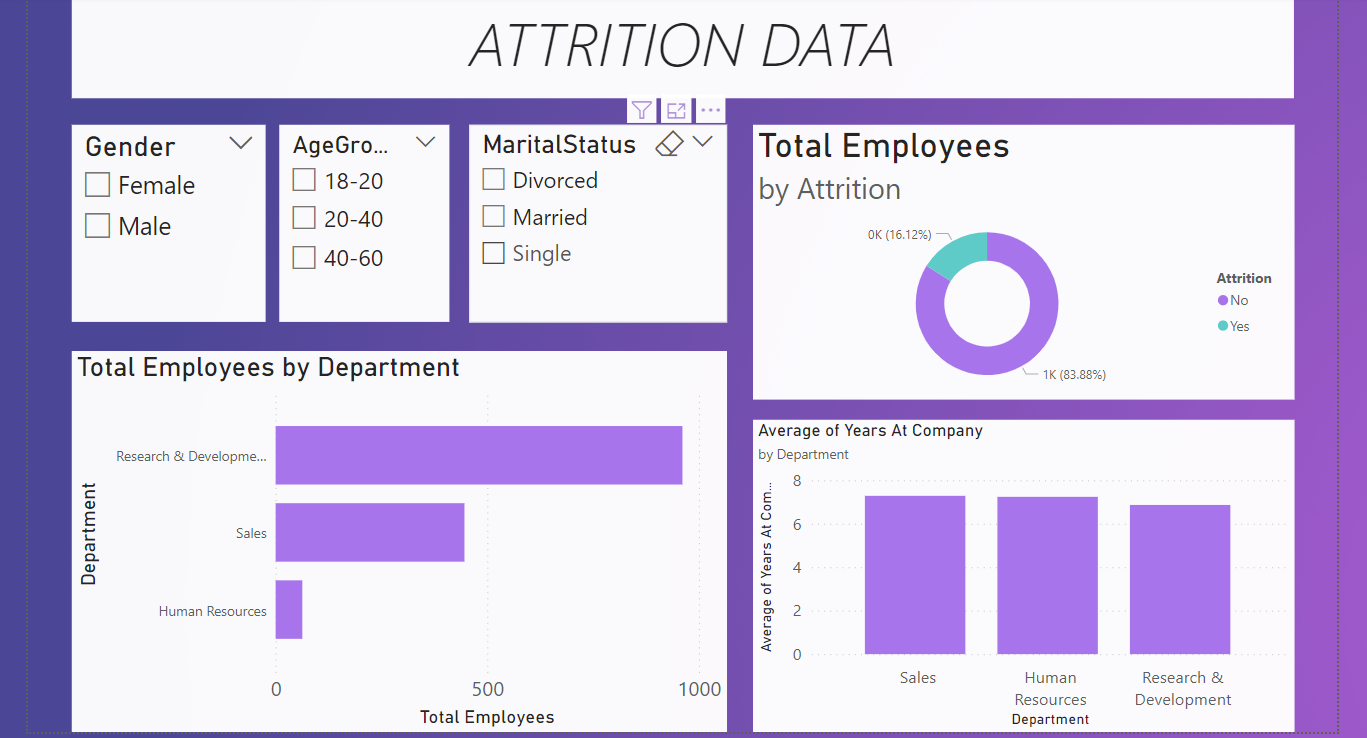 ATTRITION DATA
Gender
Female
Male
AgeGro...
18-20
20-40
40-60
MaritalStatus
Divorced
Married
Single
Total Employees
by Attrition
0K (16.12%)
1K (83.88%)
Attrition
No
Yes
Total Employees by Department
Department
Research & Developme...
Sales
Human Resources
0
500
1000
Total Employees
Average of Years At Company
by Department
Average of Years At Com...
8
6
4
2
0
Sales
Human
Resources
Research &
Development
Department